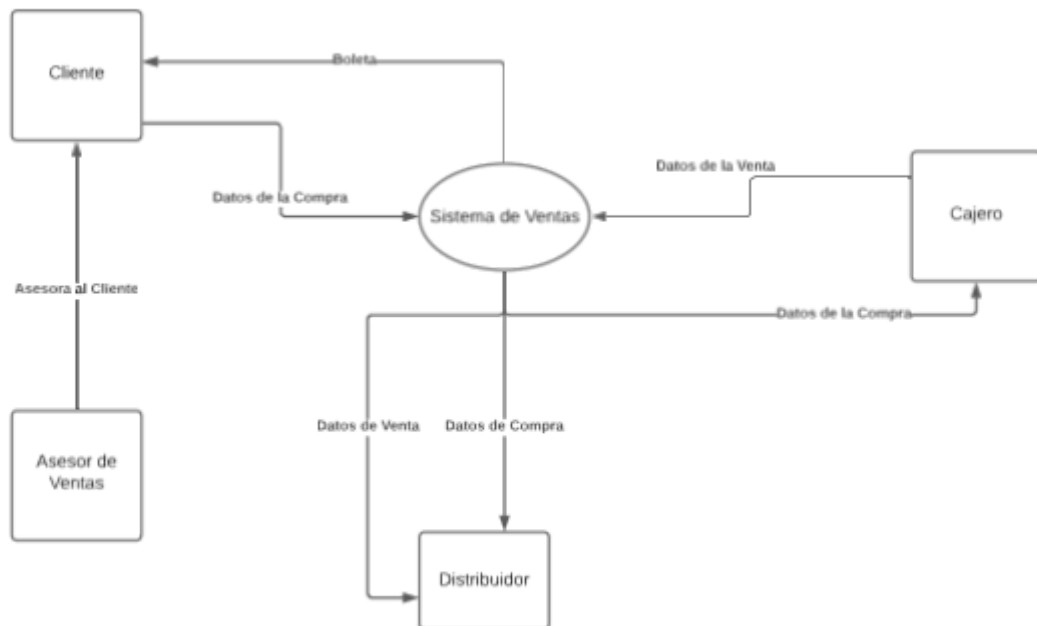 Cliente
Boleta
Datos de la Venta
Datos de la Compra
Sistema de Ventas
Cajero
Asesora al Cliente
Datos de la Compra
Datos de Venta
Datos de Compra
Asesor de
Ventas
Distribuidor